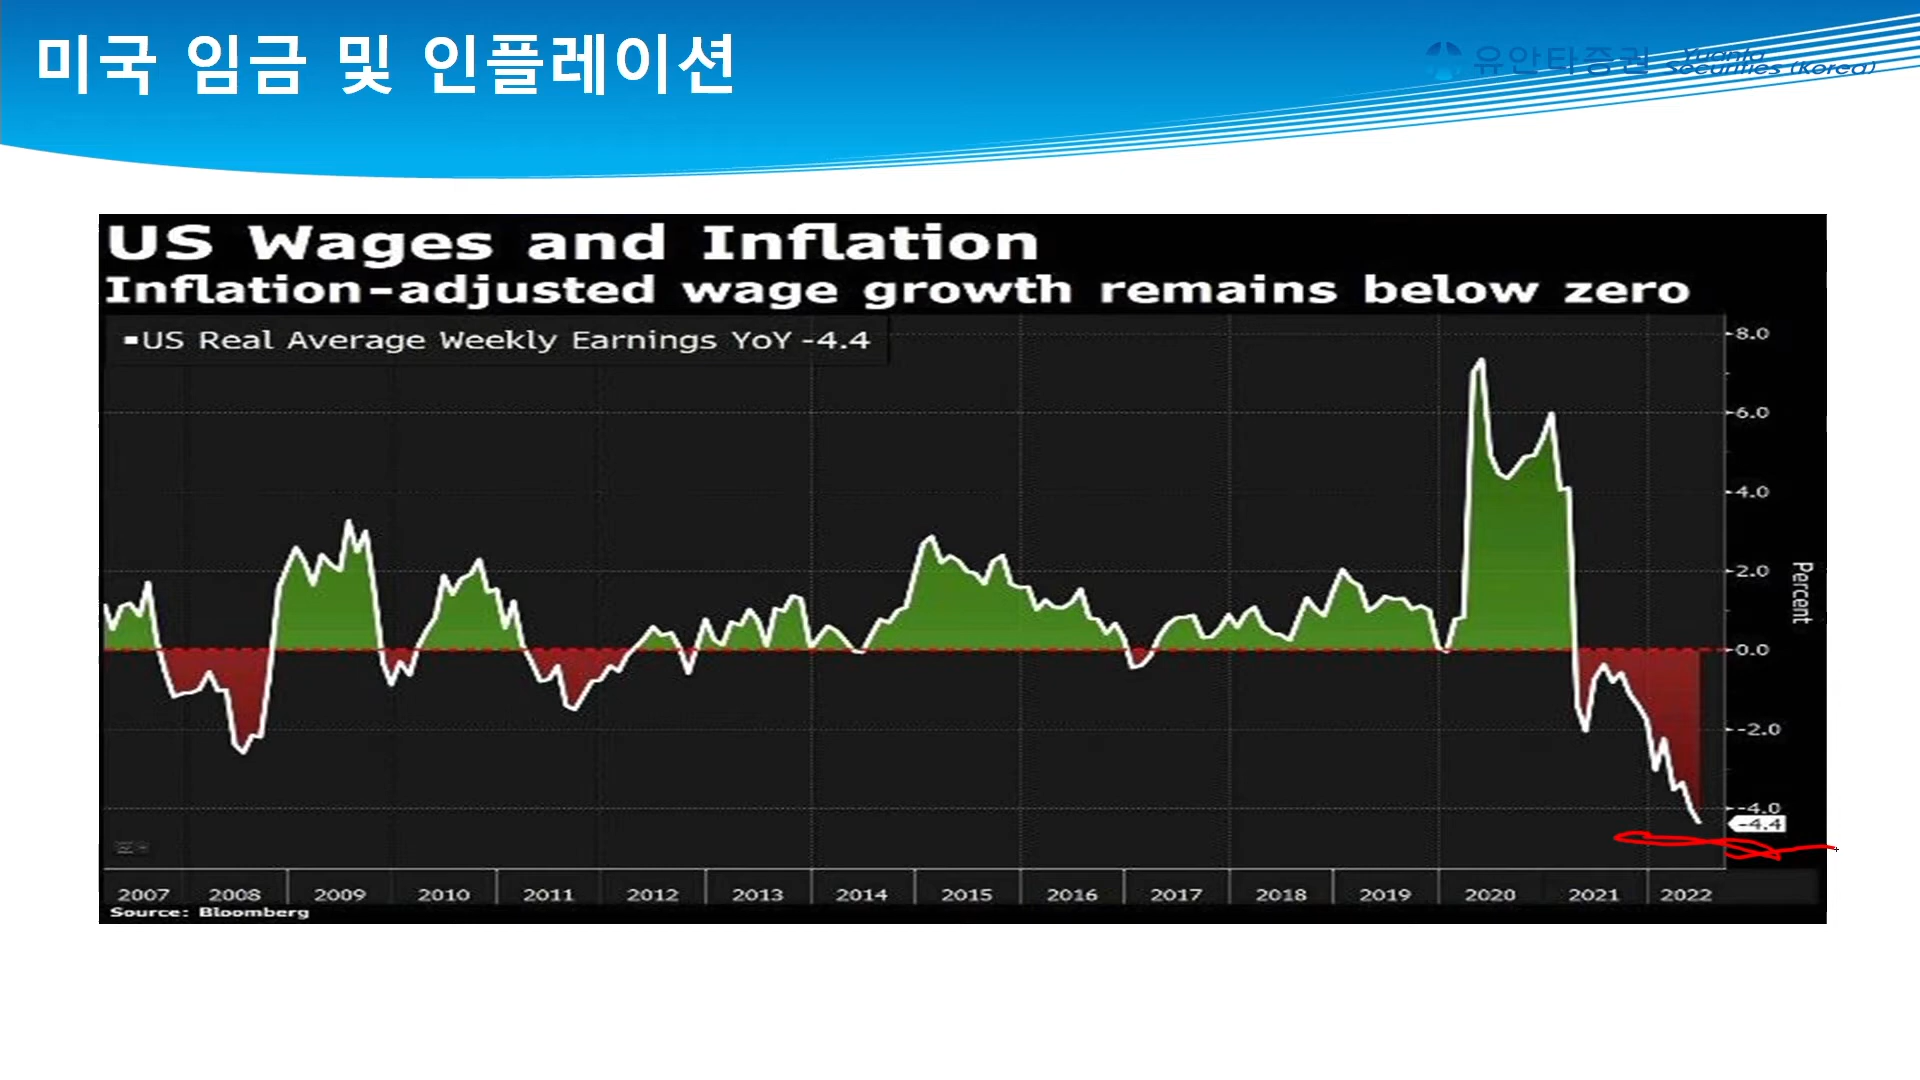 미국 임금 및 인플레이션
유안타증권 Yuanta Securities (Korea)
US Wages and Inflation
Inflation-adjusted wage growth remains below zero
US Real Average Weekly Earnings YoY -4.4
8.0
6.0
4.0
2.0
0.0
-2.0
-4.0
-4.4
Percent
2007 2008 2009 2010 2011 2012 2013 2014 2015 2016 2017 2018 2019 2020 2021 2022
Source: Bloomberg